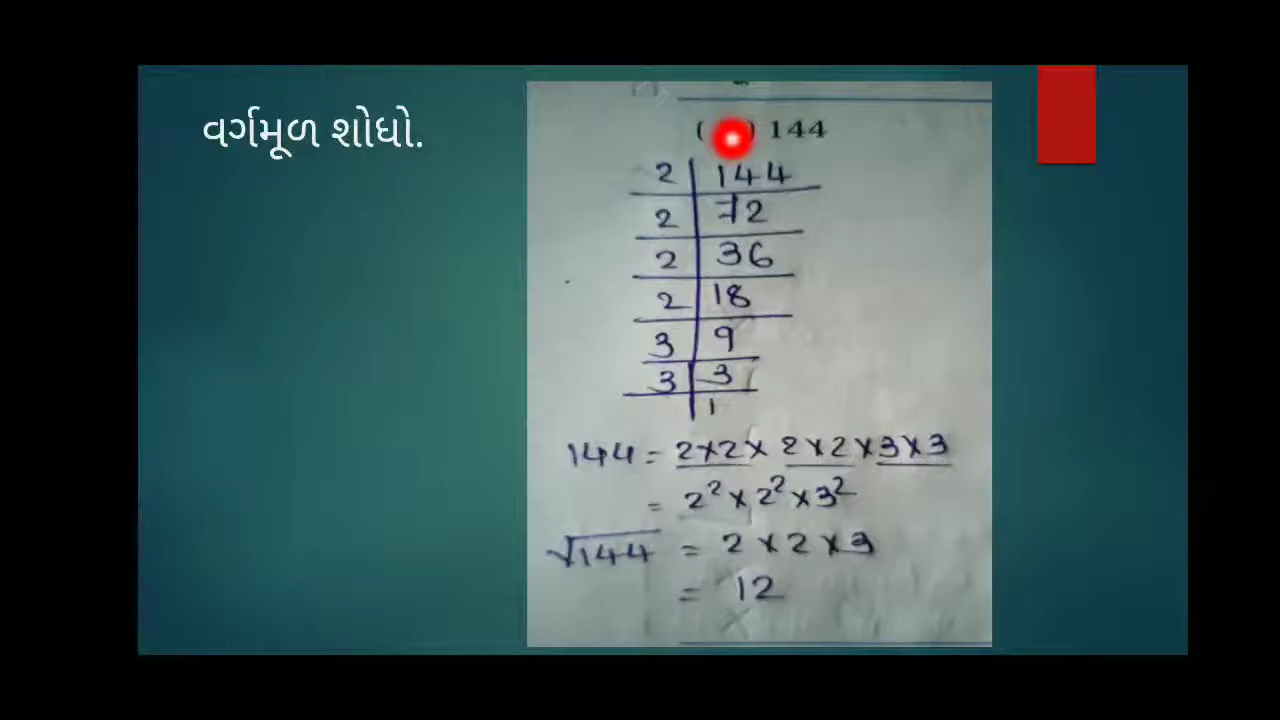 વર્ગમૂળ શોધો.
( ) 144
2 | 144
2 | 72
2 | 36
2 | 18
3 | 9
3 | 3
1
144 = 2×2× 2×2×3×3
= 2² × 2² × 3²
√144 = 2 × 2 × 3
= 12